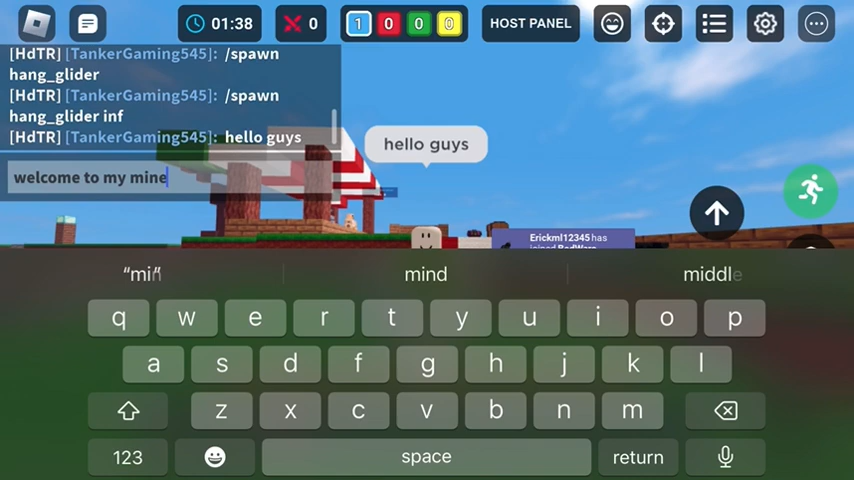 01:38
0
1 0 0 0
HOST PANEL
[HdTR] [TankerGaming545]: /spawn
hang_glider
[HdTR] [TankerGaming545]: /spawn
hang_glider inf
[HdTR] [TankerGaming545]: hello guys
hello guys
welcome to my mine
Erickml12345 has
joined BedWars
mind
middle
q w e r t y u i o p
a s d f g h j k l
z x c v b n m
123
space
return